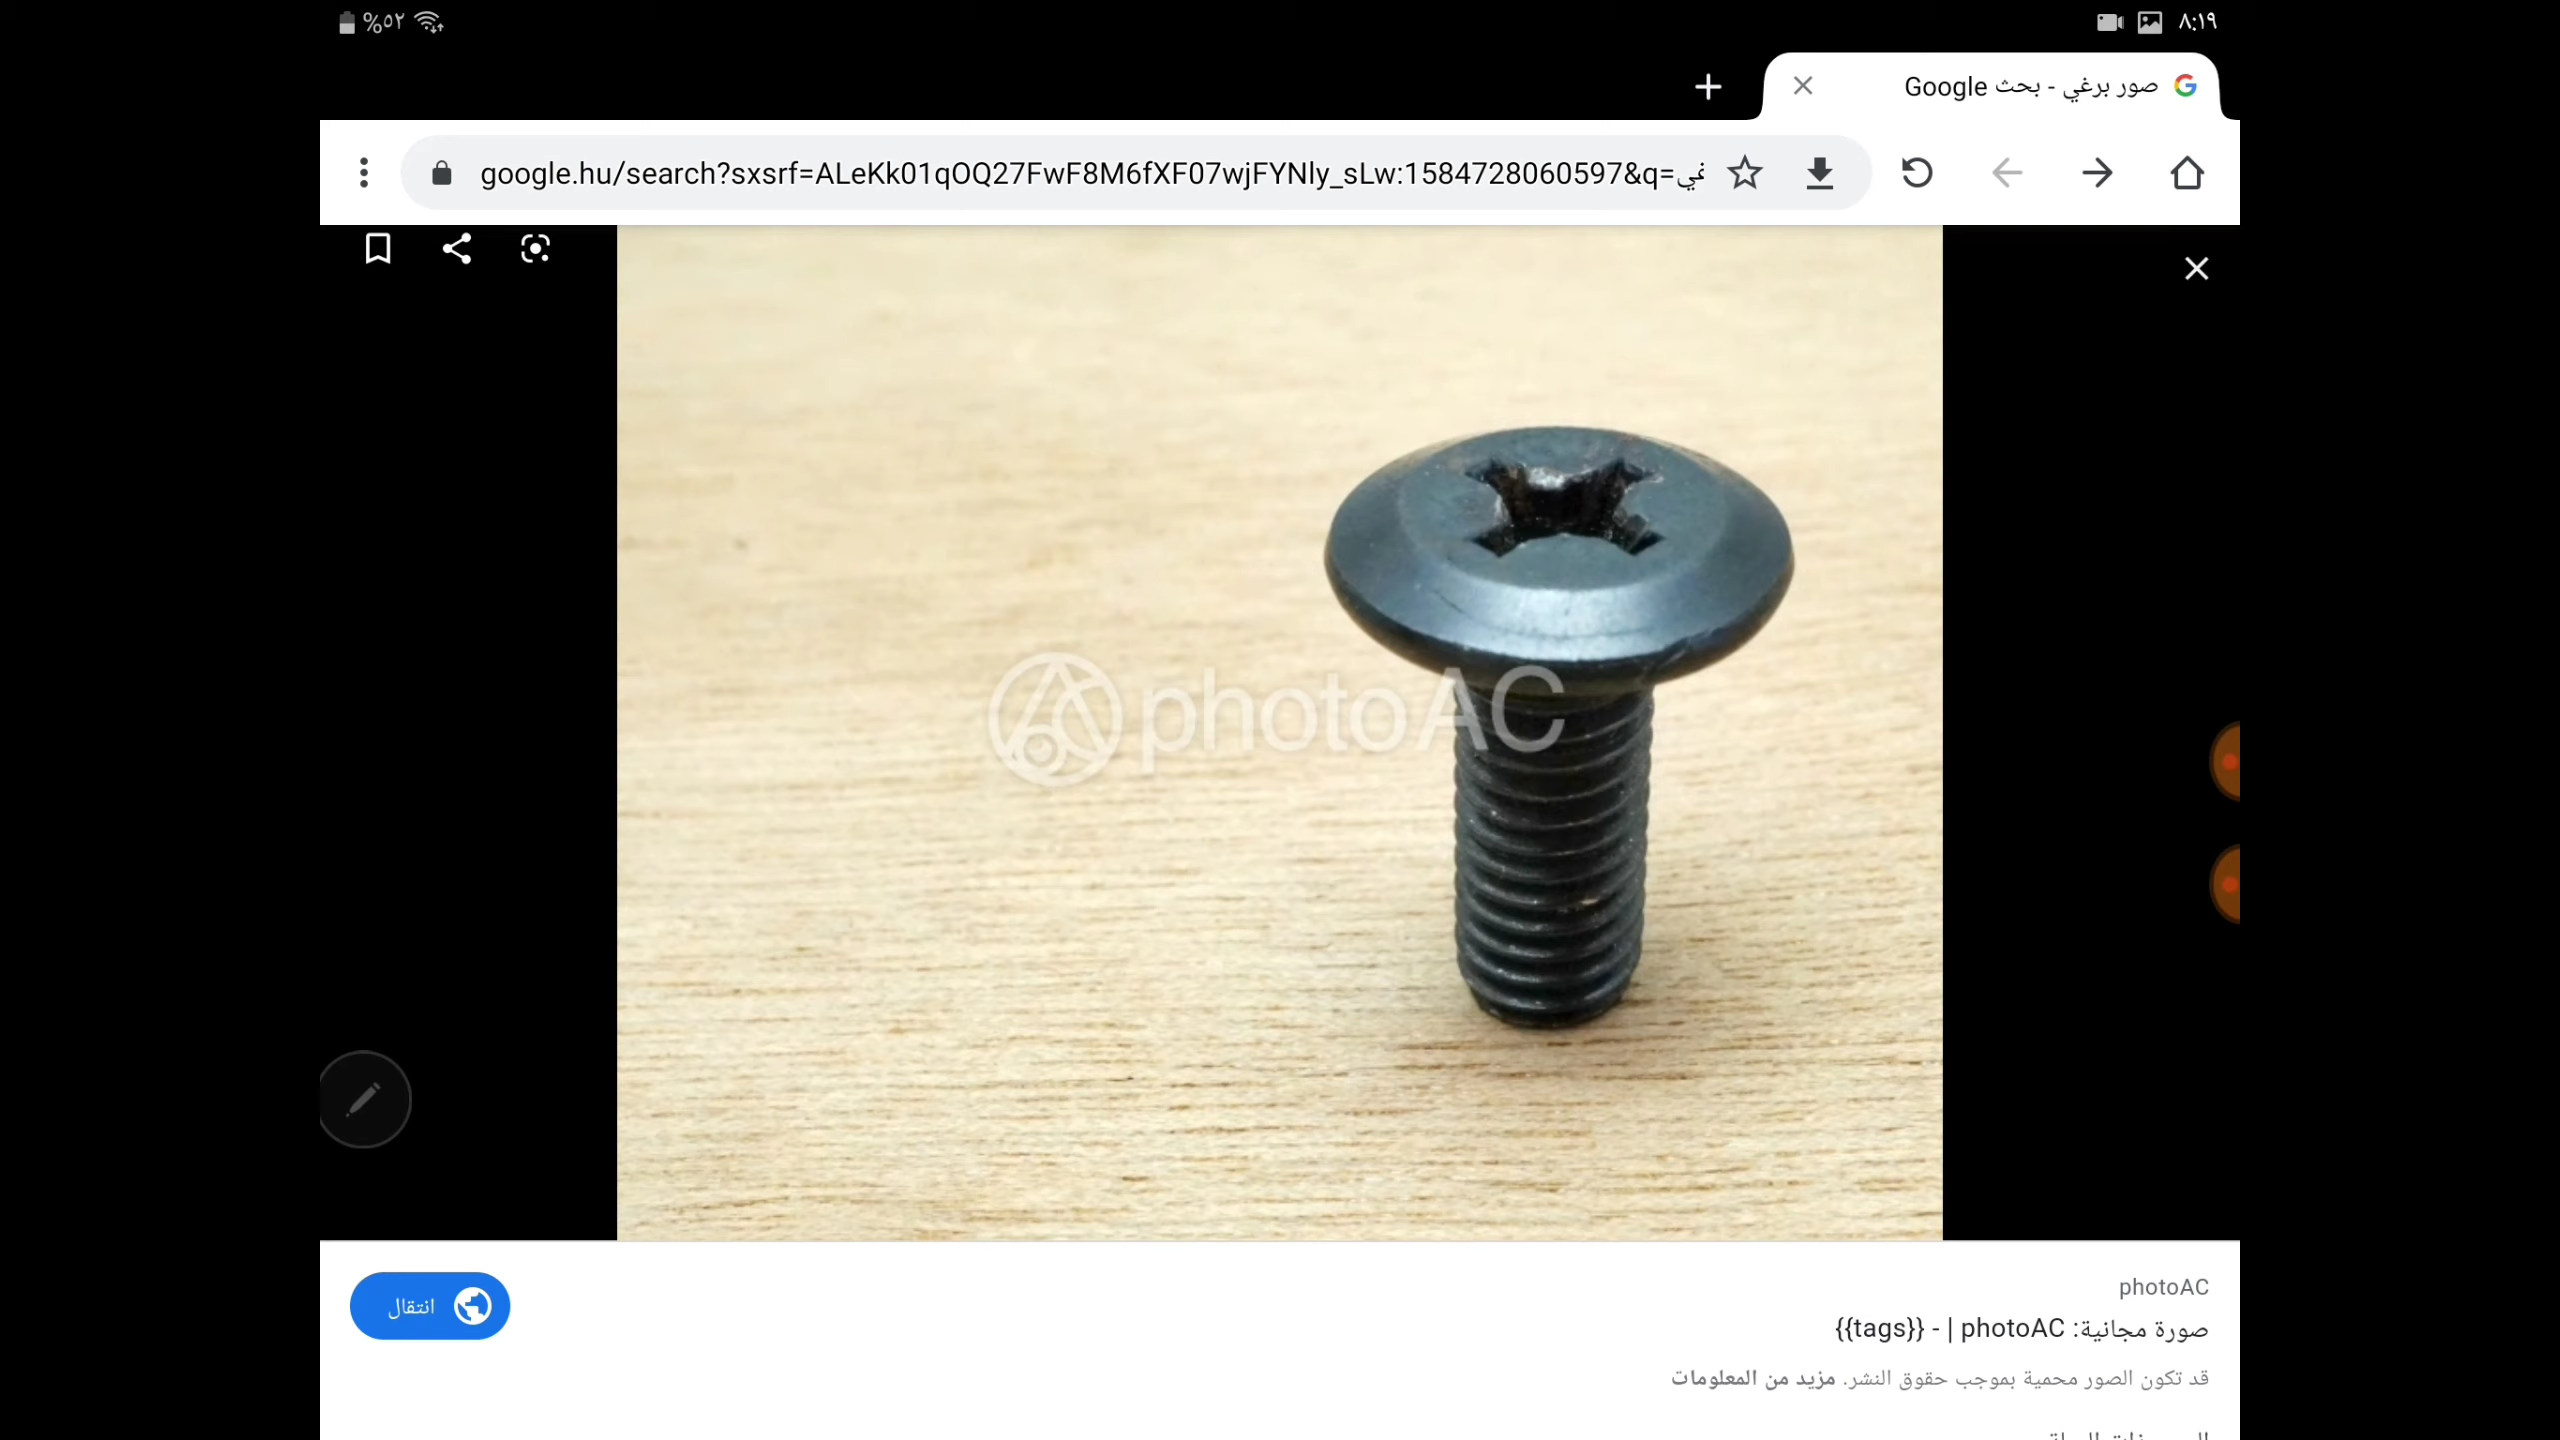 %٥٢
٨:١٩
صور برغي - بحث Google
google.hu/search?sxsrf=ALeKk01qOQ27FwF8M6fXF07wjFYNly_sLw:1584728060597&q=
photoAC
photoAC
صورة مجانية: photoAC | - {{tags}}
قد تكون الصور محمية بموجب حقوق النشر. مزيد من المعلومات
انتقال